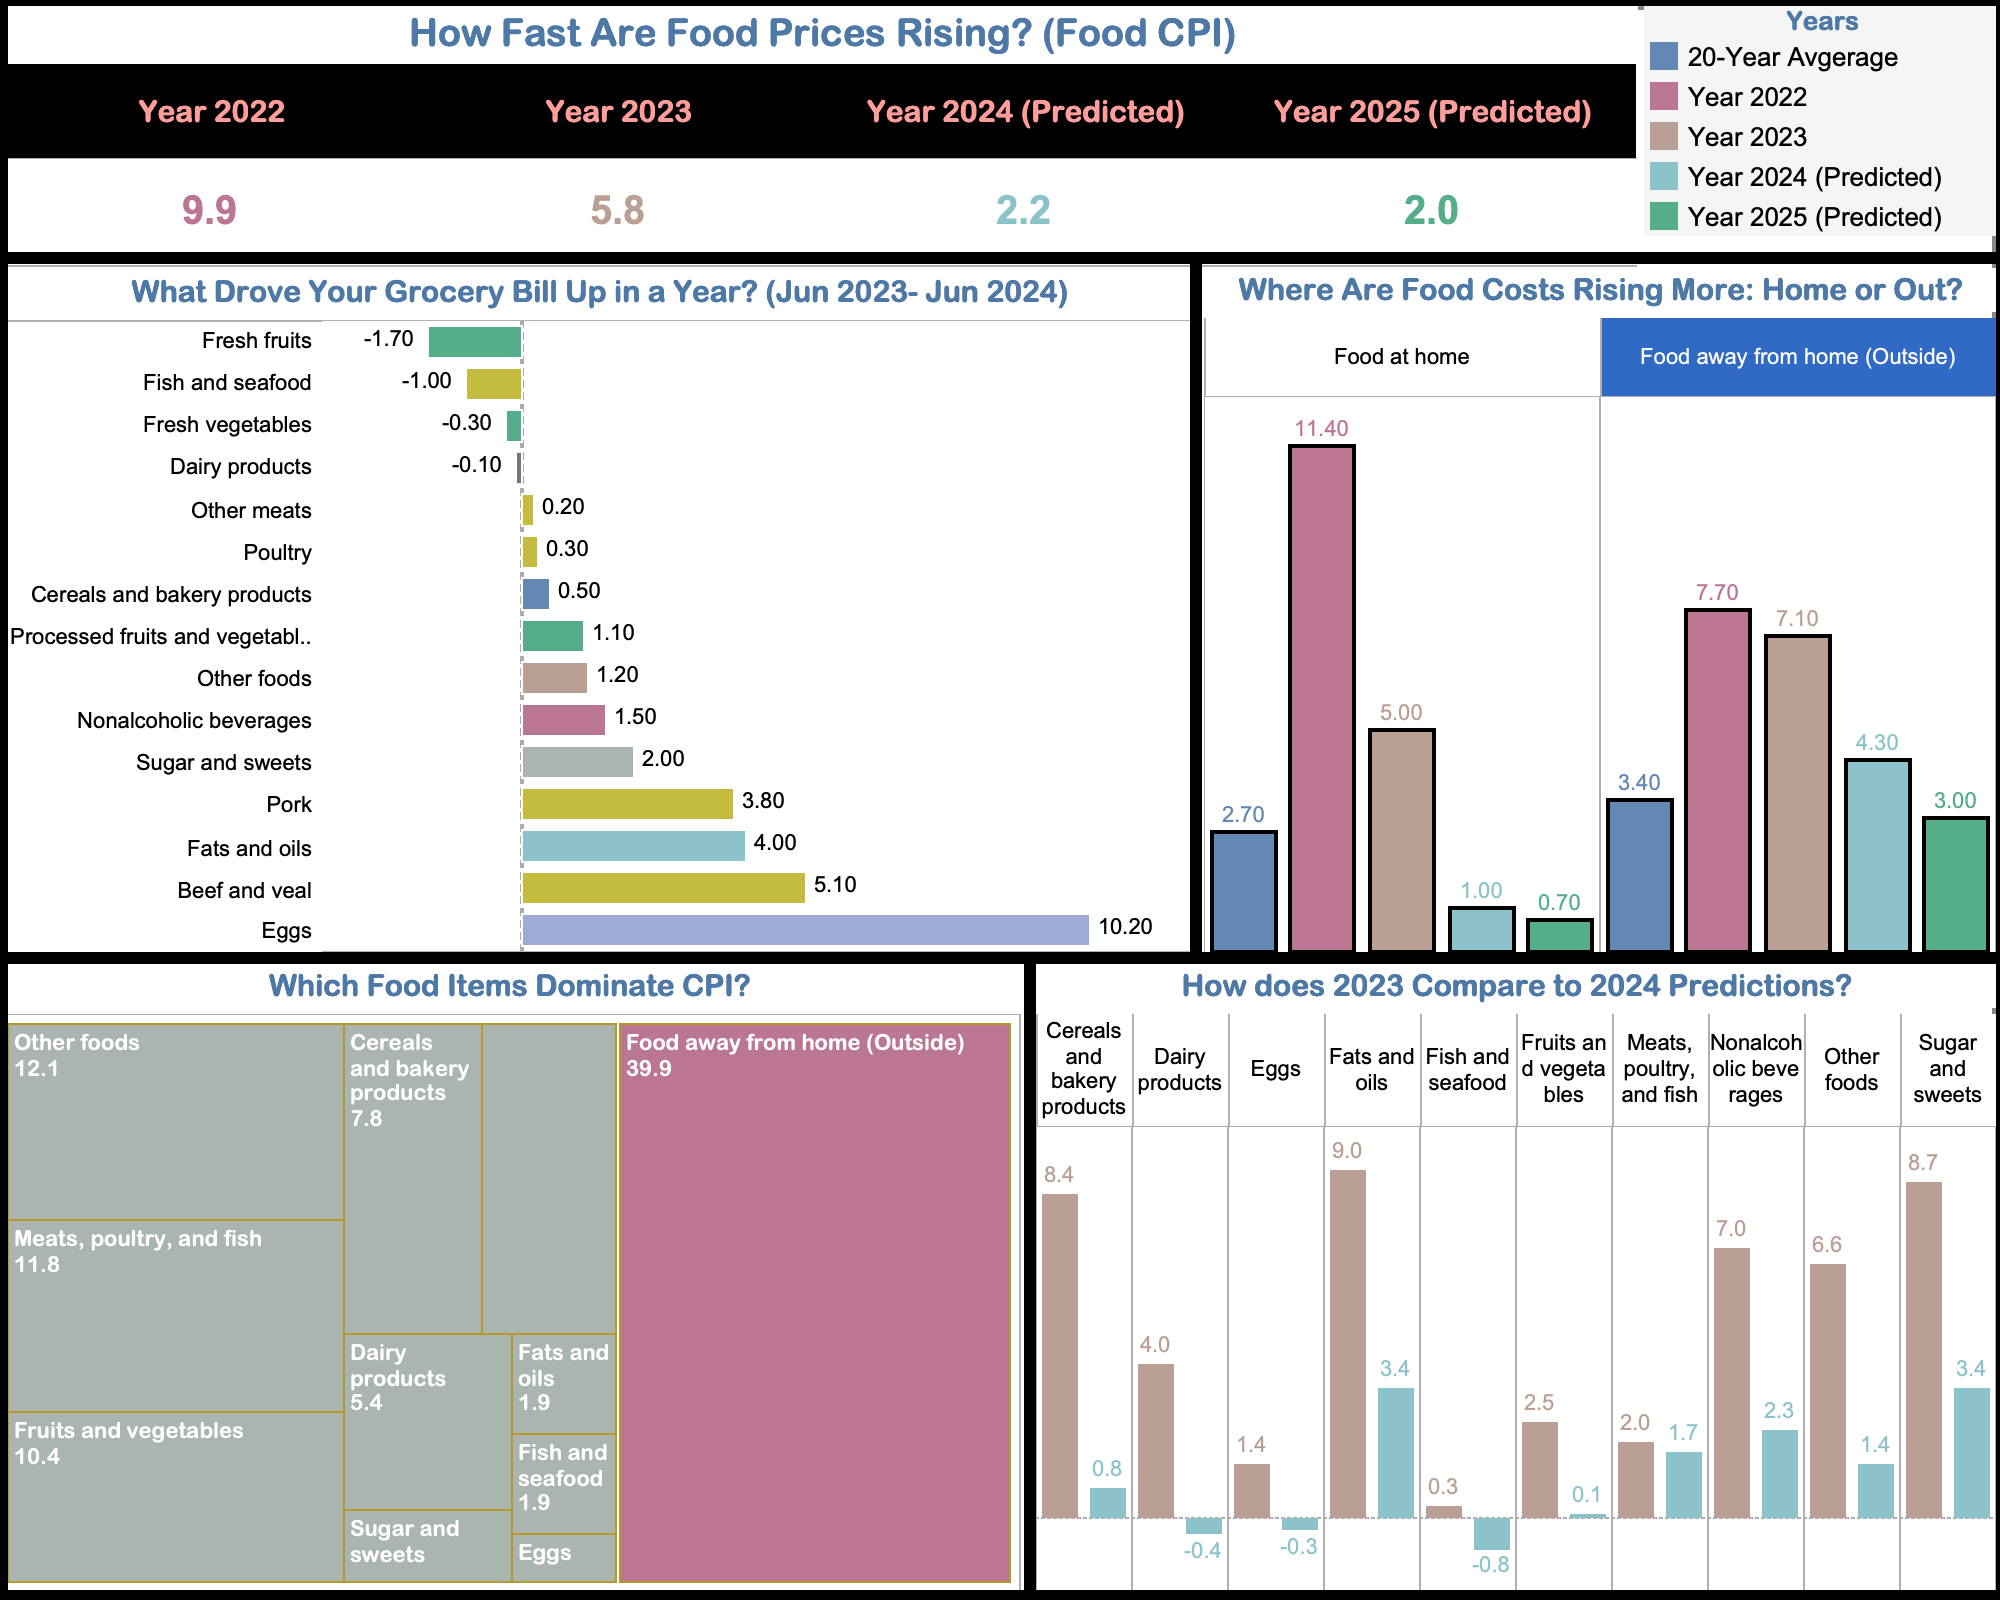 How Fast Are Food Prices Rising? (Food CPI)
Years
20-Year Avgerage
Year 2022
Year 2023
Year 2024 (Predicted)
Year 2025 (Predicted)
Year 2022
Year 2023
Year 2024 (Predicted)
Year 2025 (Predicted)
9.9
5.8
2.2
2.0
What Drove Your Grocery Bill Up in a Year? (Jun 2023- Jun 2024)
Fresh fruits -1.70
Fish and seafood -1.00
Fresh vegetables -0.30
Dairy products -0.10
Other meats 0.20
Poultry 0.30
Cereals and bakery products 0.50
Processed fruits and vegetabl.. 1.10
Other foods 1.20
Nonalcoholic beverages 1.50
Sugar and sweets 2.00
Pork 3.80
Fats and oils 4.00
Beef and veal 5.10
Eggs 10.20
Where Are Food Costs Rising More: Home or Out?
Food at home
Food away from home (Outside)
2.70
11.40
5.00
1.00
0.70
3.40
7.70
7.10
4.30
3.00
Which Food Items Dominate CPI?
Other foods
12.1
Meats, poultry, and fish
11.8
Fruits and vegetables
10.4
Cereals
and bakery
products
7.8
Dairy
products
5.4
Sugar and
sweets
Fats and
oils
1.9
Fish and
seafood
1.9
Eggs
Food away from home (Outside)
39.9
How does 2023 Compare to 2024 Predictions?
Cereals
and
bakery
products
Dairy
products
Eggs
Fats and
oils
Fish and
seafood
Fruits an
d vegeta
bles
Meats,
poultry,
and fish
Nonalcoh
olic beve
rages
Other
foods
Sugar
and
sweets
8.4
0.8
4.0
-0.4
1.4
-0.3
9.0
3.4
0.3
-0.8
2.5
0.1
2.0
1.7
7.0
2.3
6.6
1.4
8.7
3.4